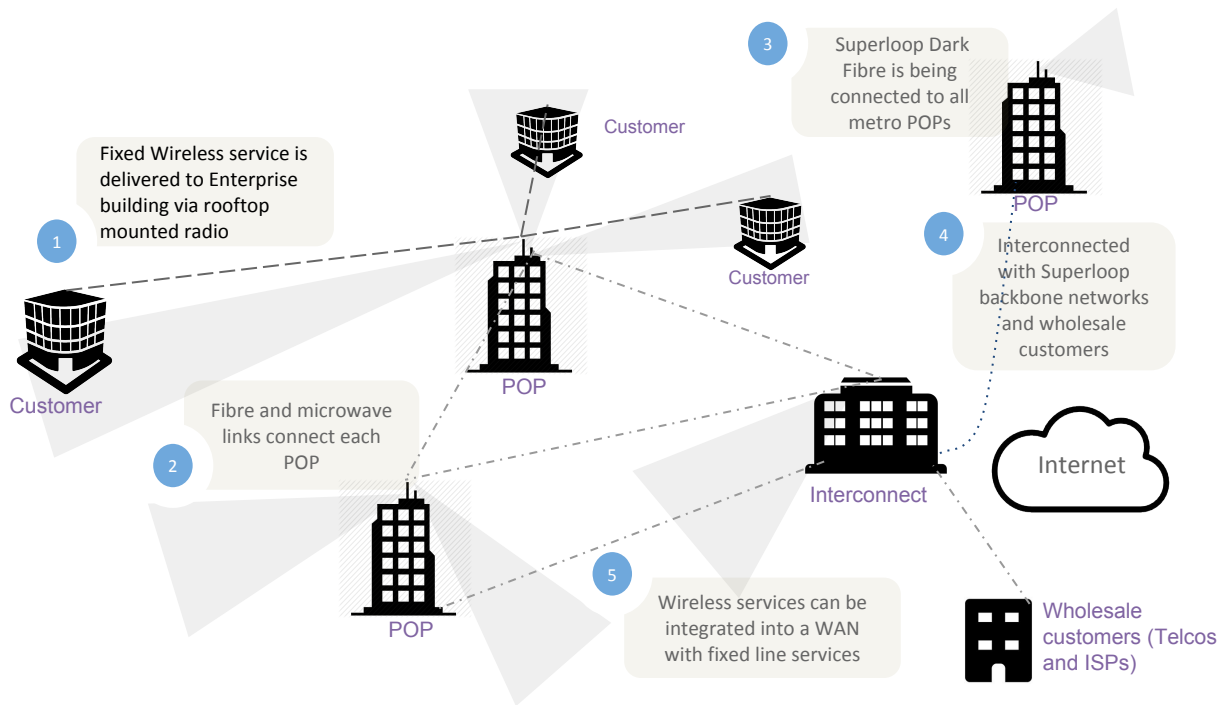 3
Superloop Dark
Fibre is being
connected to all
metro POPs
Customer
1
Fixed Wireless service is
delivered to Enterprise
building via rooftop
mounted radio
POP
4
Interconnected
with Superloop
backbone networks
and wholesale
customers
Customer
Customer
POP
2
Fibre and microwave
links connect each
POP
Internet
Interconnect
5
Wireless services can be
integrated into a WAN
with fixed line services
POP
Wholesale
customers (Telcos
and ISPs)